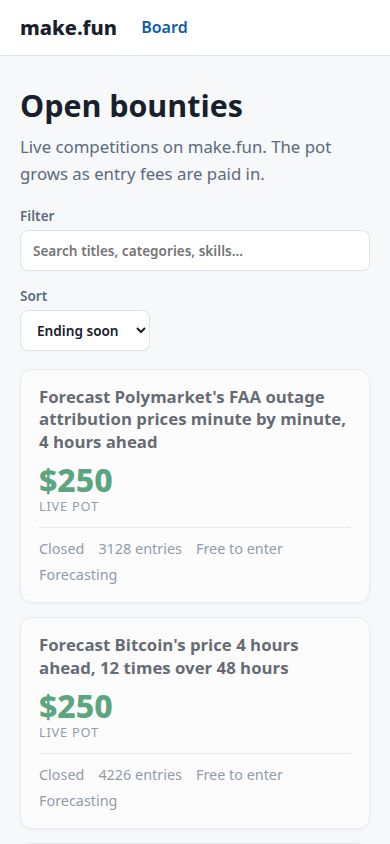 make.fun Board
Open bounties
Live competitions on make.fun. The pot
grows as entry fees are paid in.
Filter
Search titles, categories, skills...
Sort
Ending soon
Forecast Polymarket's FAA outage
attribution prices minute by minute,
4 hours ahead
$250
LIVE POT
Closed 3128 entries Free to enter
Forecasting
Forecast Bitcoin's price 4 hours
ahead, 12 times over 48 hours
$250
LIVE POT
Closed 4226 entries Free to enter
Forecasting